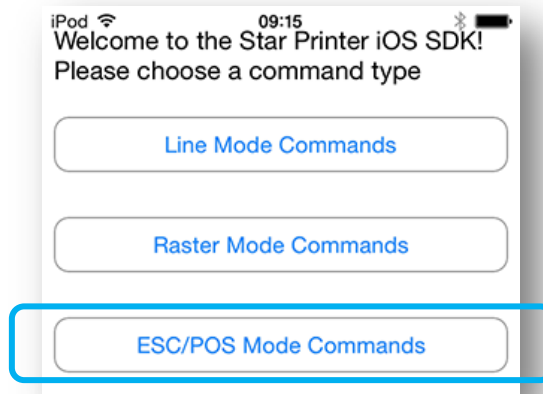 iPod 09:15
Welcome to the Star Printer iOS SDK!
Please choose a command type
Line Mode Commands
Raster Mode Commands
ESC/POS Mode Commands